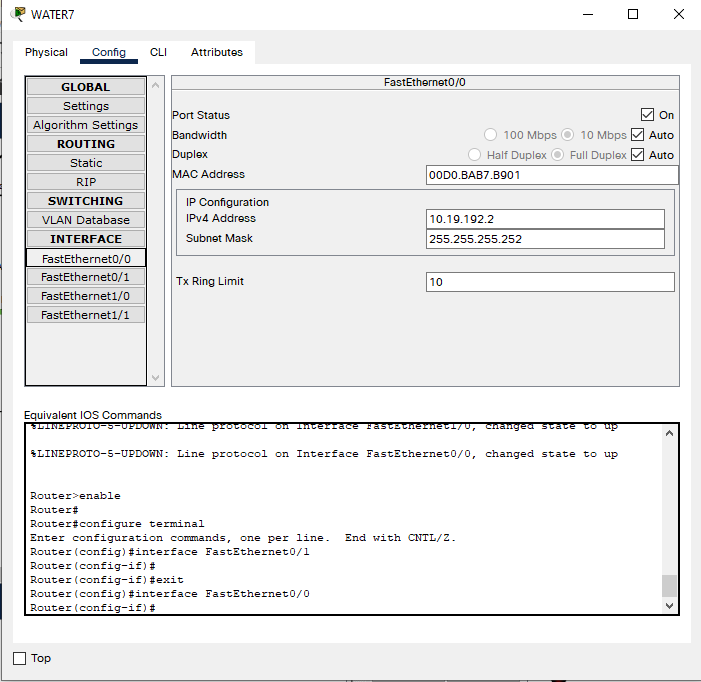 WATER7
Physical Config CLI Attributes
GLOBAL
Settings
Algorithm Settings
ROUTING
Static
RIP
SWITCHING
VLAN Database
INTERFACE
FastEthernet0/0
FastEthernet0/1
FastEthernet1/0
FastEthernet1/1
FastEthernet0/0
Port Status On
Bandwidth 100 Mbps 10 Mbps Auto
Duplex Half Duplex Full Duplex Auto
MAC Address 00D0.BAB7.B901
IP Configuration
IPv4 Address 10.19.192.2
Subnet Mask 255.255.255.252
Tx Ring Limit 10
Equivalent IOS Commands
%LINEPROTO-5-UPDOWN: Line protocol on Interface FastEthernet1/0, changed state to up
%LINEPROTO-5-UPDOWN: Line protocol on Interface FastEthernet0/0, changed state to up
Router>enable
Router#
Router#configure terminal
Enter configuration commands, one per line. End with CNTL/Z.
Router(config)#interface FastEthernet0/1
Router(config-if)#
Router(config-if)#exit
Router(config)#interface FastEthernet0/0
Router(config-if)#
Top